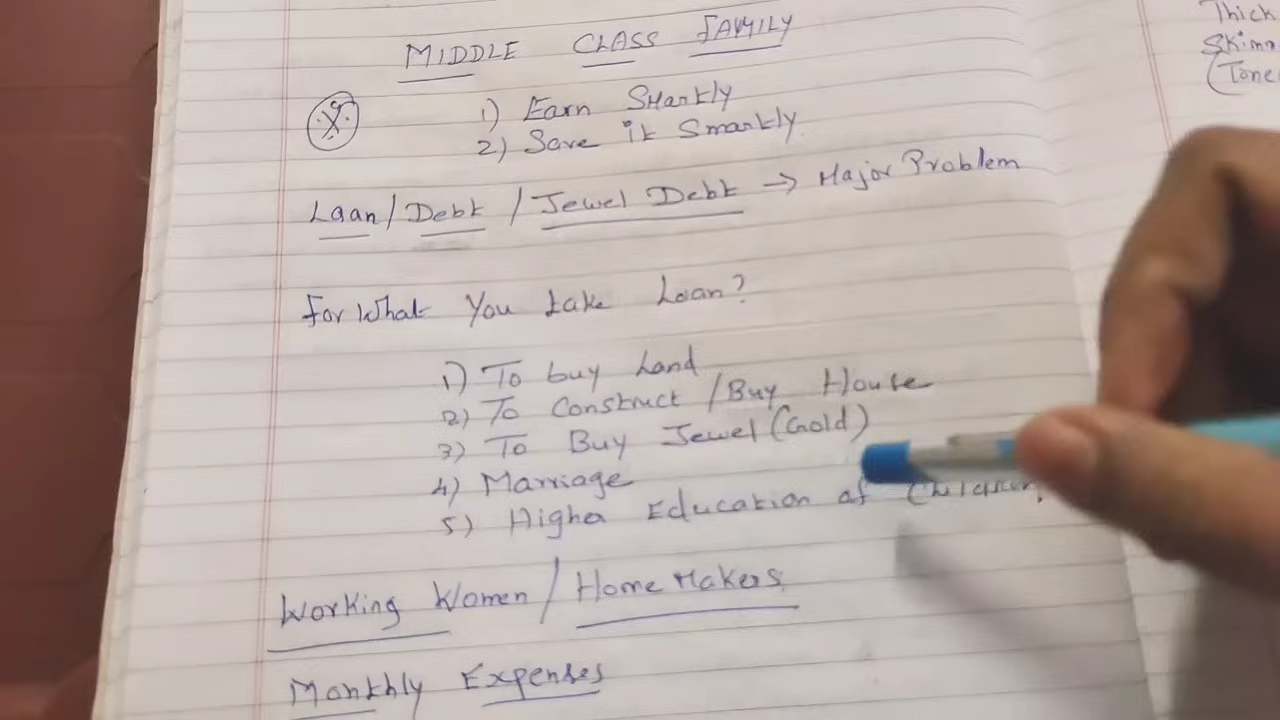 MIDDLE CLASS FAMILY
1) Earn Smartly
2) Save it Smartly
Loan / Debt / Jewel Debt → Major Problem
For What You take Loan?
1) To buy Land
2) To Construct / Buy House
3) To Buy Jewel (Gold)
4) Marriage
5) Higher Education of Children
Working Women / Home Makers
Monthly Expenses
Thick
(Tone